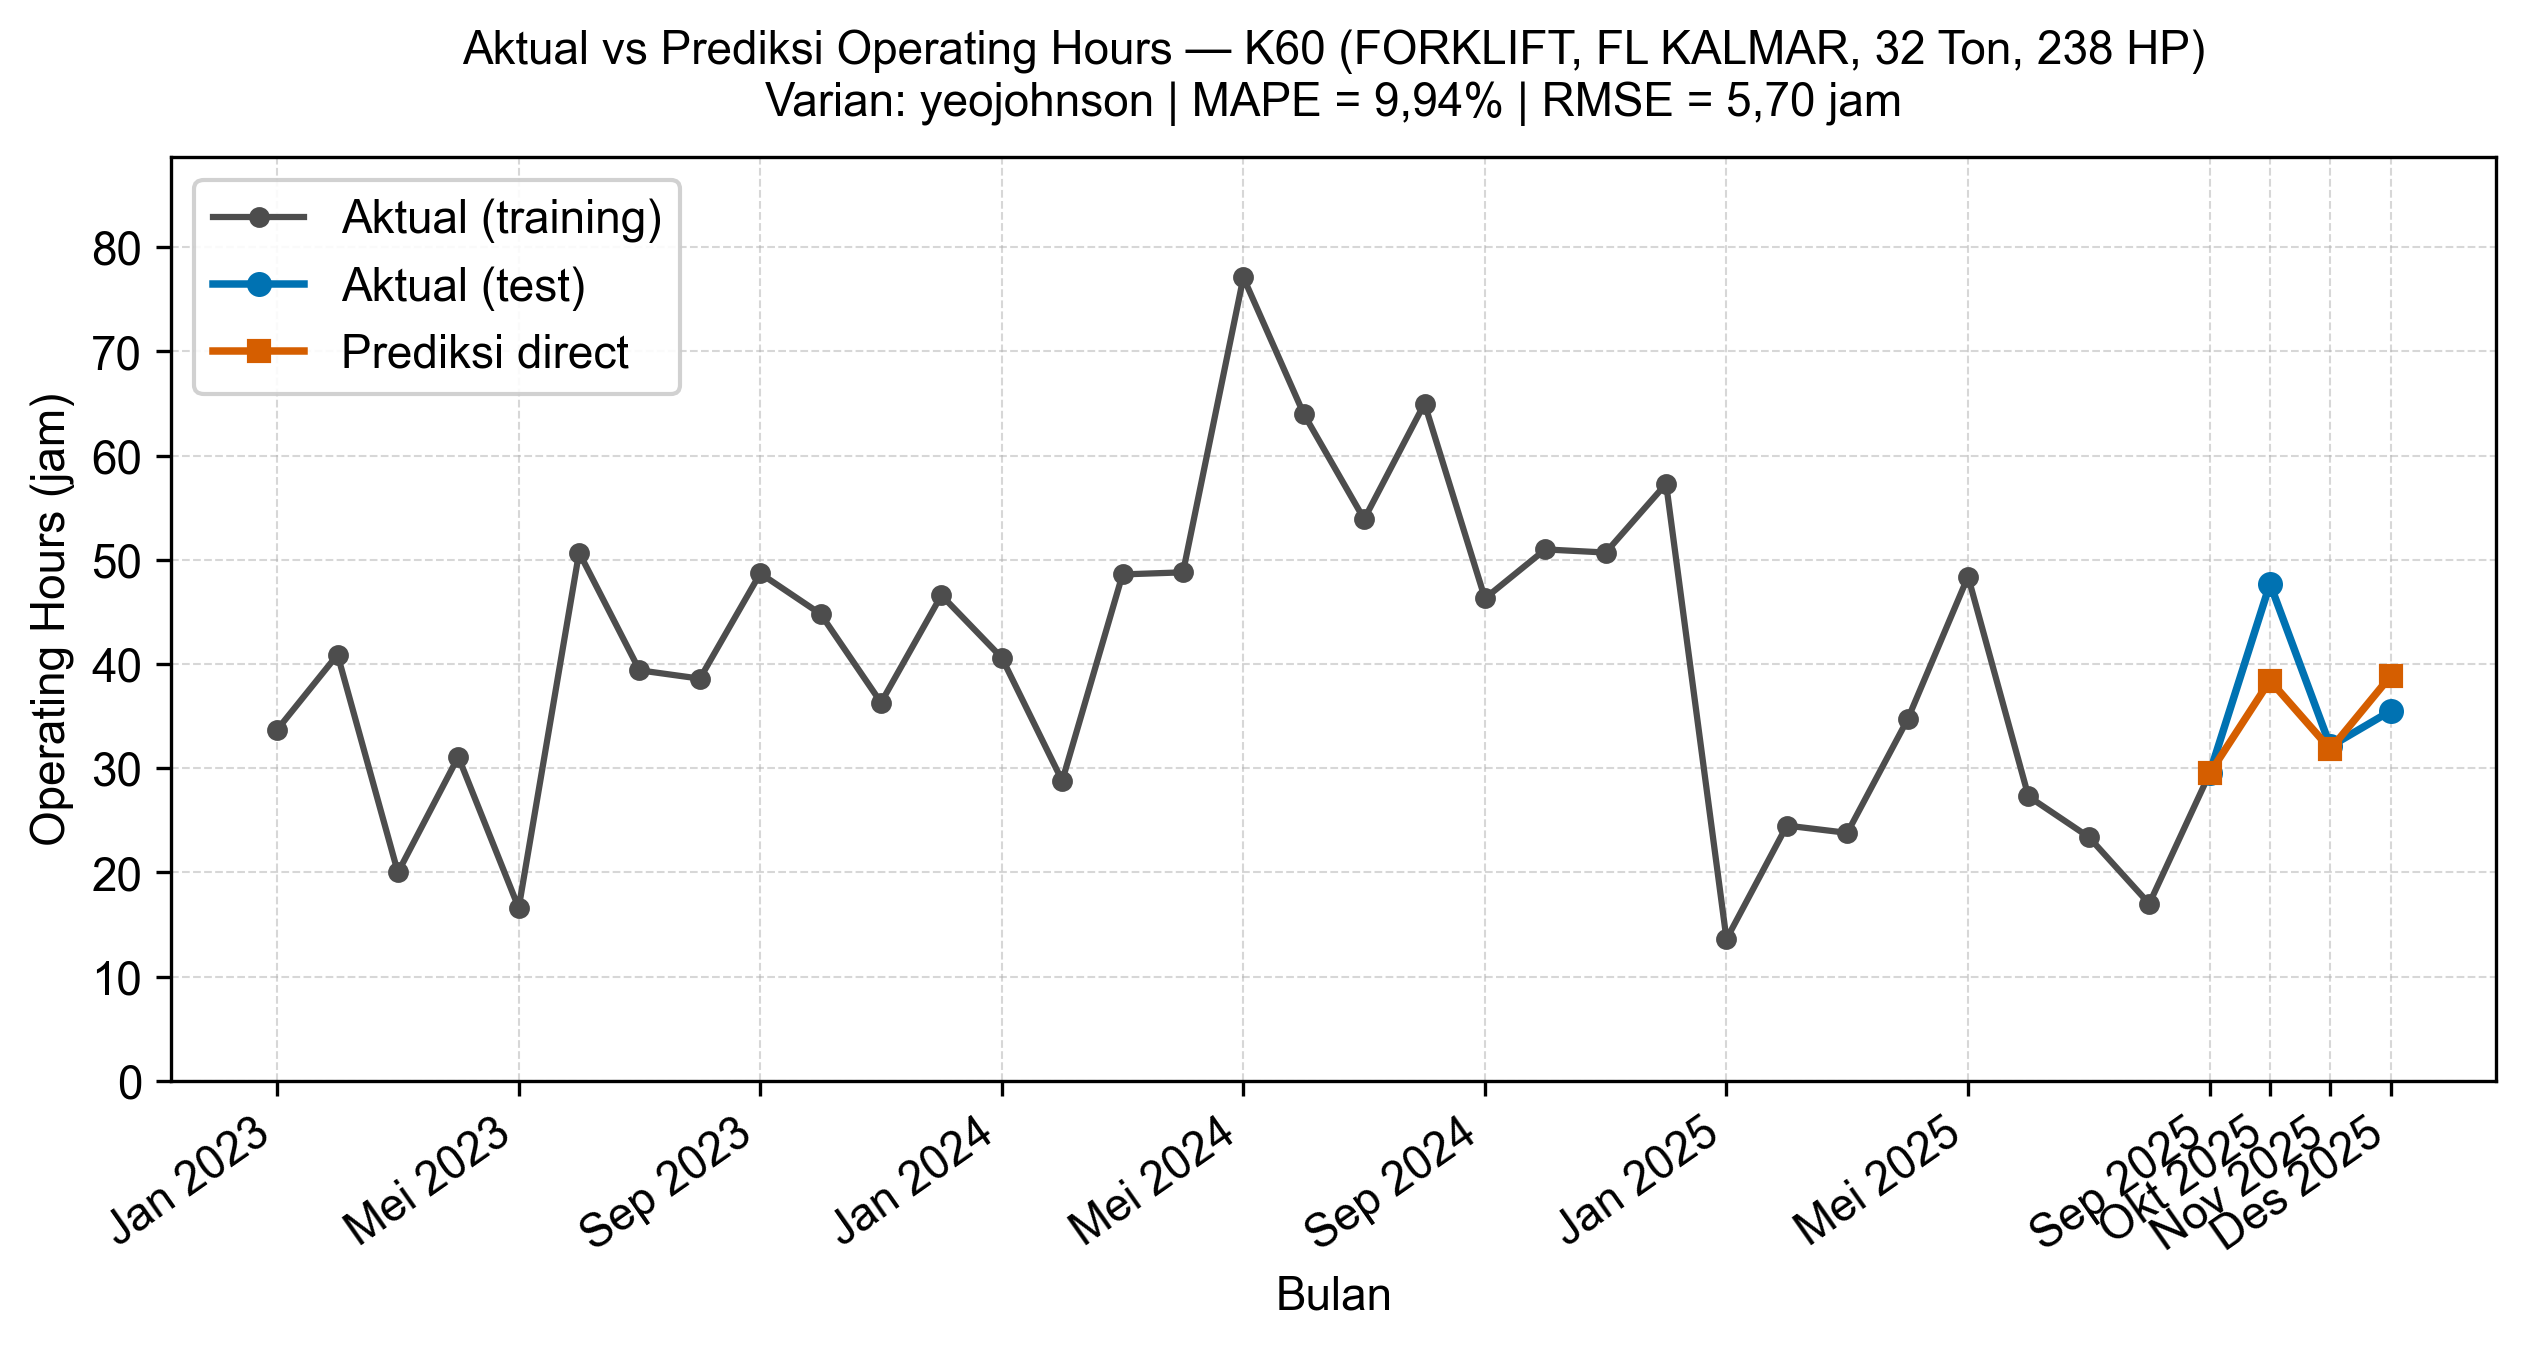 Aktual vs Prediksi Operating Hours — K60 (FORKLIFT, FL KALMAR, 32 Ton, 238 HP)
Varian: yeojohnson | MAPE = 9,94% | RMSE = 5,70 jam
Aktual (training)
Aktual (test)
Prediksi direct
Operating Hours (jam)
80
70
60
50
40
30
20
10
0
Jan 2023
Mei 2023
Sep 2023
Jan 2024
Mei 2024
Sep 2024
Jan 2025
Mei 2025
Sep 2025
Okt 2025
Nov 2025
Des 2025
Bulan